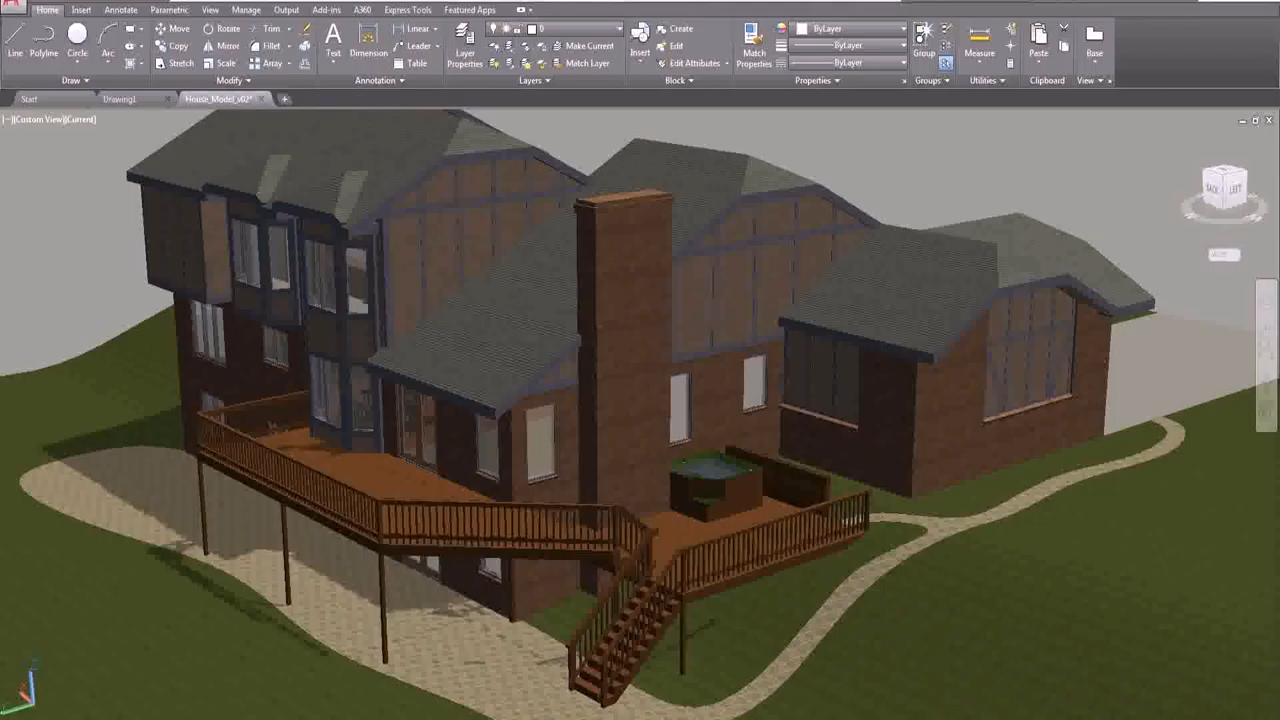 Home Insert Annotate Parametric View Manage Output Add-ins A360 Express Tools Featured Apps
Line Polyline Circle Arc
Move Rotate Trim
Copy Mirror Fillet
Stretch Scale Array
Text Dimension
Linear
Leader
Table
Layer Properties
0
Make Current
Match Layer
Insert
Create
Edit
Edit Attributes
Match Properties
ByLayer
ByLayer
ByLayer
Group
Measure
Paste
Base
Draw Modify Annotation Layers Block Properties Groups Utilities Clipboard View
Start Drawing1 House_Model_v02*
[−][Custom View][Current]
BACK LEFT